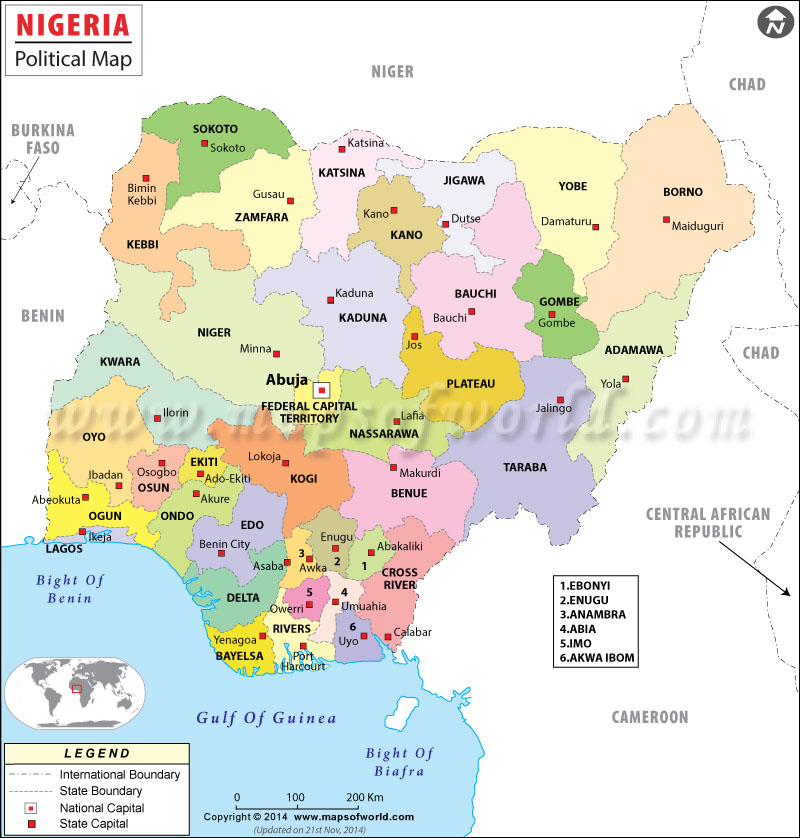 NIGERIA
Political Map
N
NIGER
CHAD
BURKINA
FASO
SOKOTO
Sokoto
Katsina
KATSINA
JIGAWA
YOBE
BORNO
Bimin
Kebbi
Gusau
ZAMFARA
Kano
KANO
Dutse
Damaturu
Maiduguri
KEBBI
BENIN
Kaduna
KADUNA
BAUCHI
Bauchi
GOMBE
Gombe
NIGER
Minna
Jos
ADAMAWA
CHAD
KWARA
Abuja
PLATEAU
Yola
FEDERAL CAPITAL
TERRITORY
Jalingo
Ilorin
Lafia
NASSARAWA
www.mapsofworld.com
OYO
Ibadan
Osogbo
OSUN
EKITI
Ado-Ekiti
Lokoja
KOGI
Makurdi
BENUE
TARABA
Abeokuta
OGUN
Akure
ONDO
EDO
CENTRAL AFRICAN
REPUBLIC
LAGOS
Ikeja
Benin City
Enugu
2
Abakaliki
1
3
Awka
Asaba
CROSS
RIVER
Bight Of
Benin
DELTA
5
Owerri
4
Umuahia
RIVERS
6
Uyo
Calabar
Yenagoa
BAYELSA
Port
Harcourt
1.EBONYI
2.ENUGU
3.ANAMBRA
4.ABIA
5.IMO
6.AKWA IBOM
Gulf Of Guinea
CAMEROON
Bight Of
Biafra
LEGEND
International Boundary
State Boundary
National Capital
State Capital
0 100 200 Km
Copyright © 2014 www.mapsofworld.com
(Updated on 21st Nov, 2014)